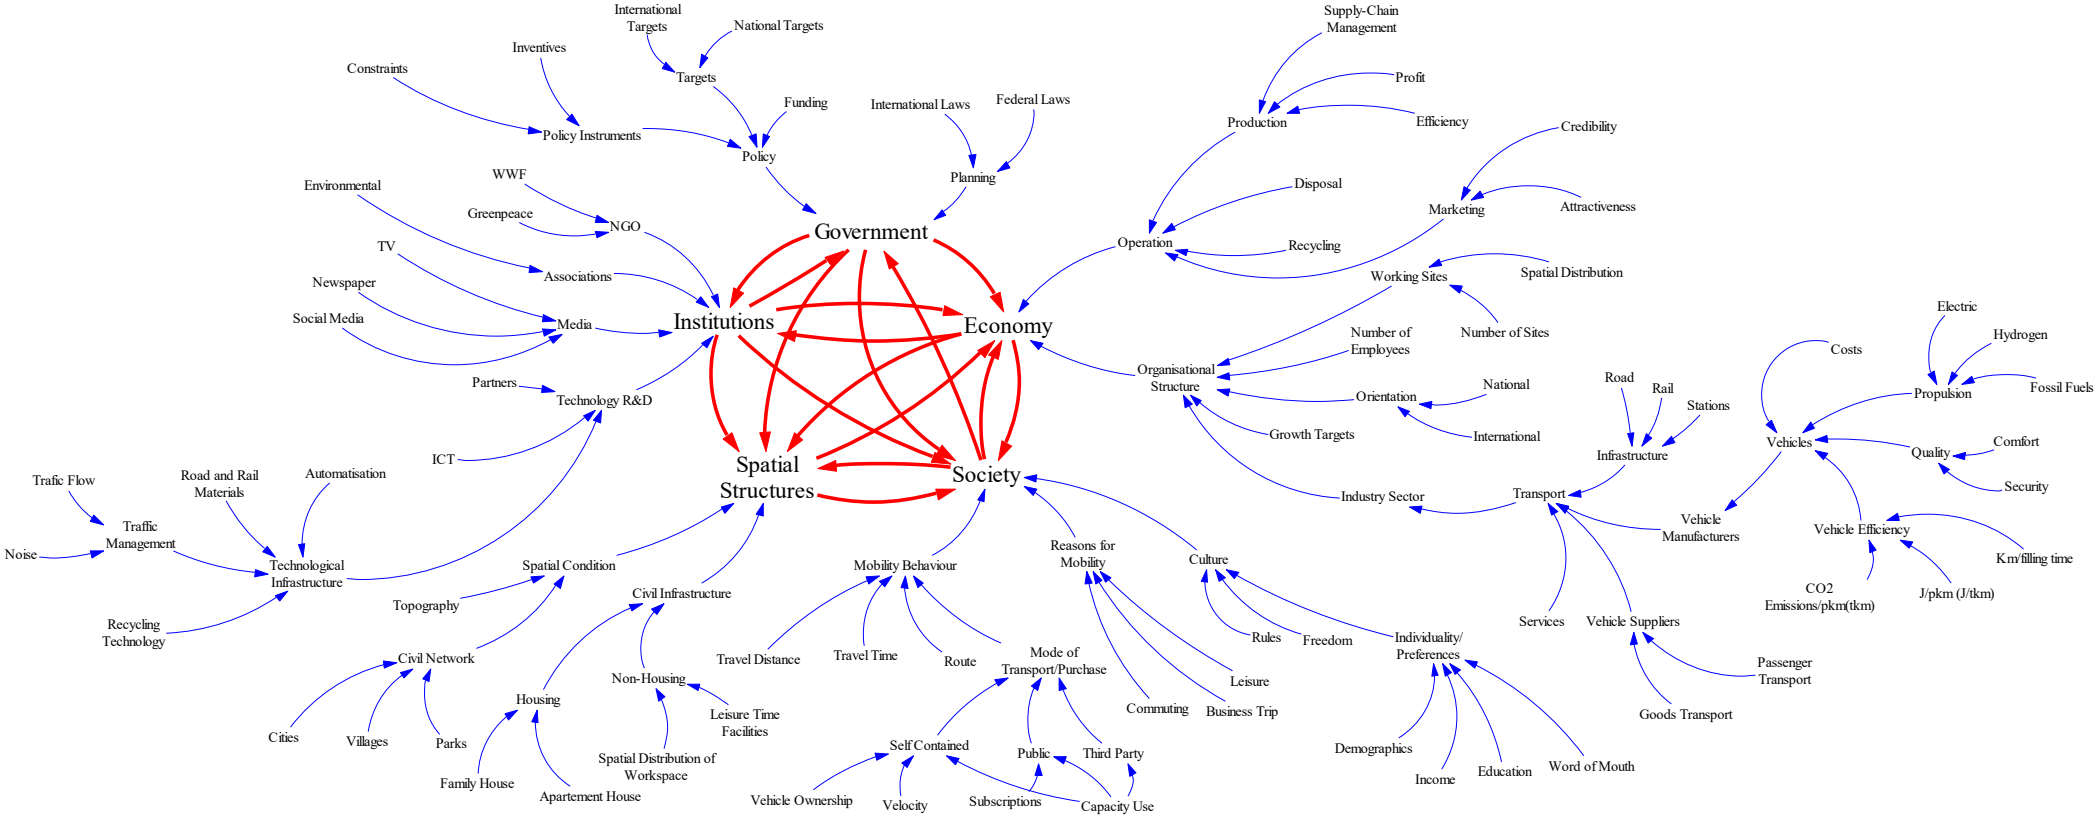 International
Targets
National Targets
Inventives
Constraints
Targets
Funding
Policy Instruments
Policy
International Laws
Federal Laws
Planning
Supply-Chain
Management
Profit
Efficiency
Production
Credibility
Attractiveness
Marketing
Disposal
Recycling
Operation
Environmental
WWF
Greenpeace
NGO
TV
Associations
Newspaper
Social Media
Media
Partners
Technology R&D
ICT
Government
Institutions
Economy
Spatial
Structures
Society
Working Sites
Spatial Distribution
Number of Sites
Number of
Employees
Organisational
Structure
Orientation
National
International
Growth Targets
Industry Sector
Road
Rail
Stations
Infrastructure
Transport
Costs
Electric
Hydrogen
Fossil Fuels
Propulsion
Vehicles
Quality
Comfort
Security
Vehicle
Manufacturers
Vehicle Efficiency
Km/filling time
CO2
Emissions/pkm(tkm)
J/pkm (J/tkm)
Services
Vehicle Suppliers
Passenger
Transport
Goods Transport
Trafic Flow
Road and Rail
Materials
Automatisation
Traffic
Management
Noise
Technological
Infrastructure
Recycling
Technology
Spatial Condition
Topography
Civil Network
Cities
Villages
Parks
Civil Infrastructure
Housing
Non-Housing
Family House
Apartement House
Leisure Time
Facilities
Spatial Distribution of
Workspace
Mobility Behaviour
Travel Distance
Travel Time
Route
Mode of
Transport/Purchase
Self Contained
Public
Third Party
Vehicle Ownership
Velocity
Subscriptions
Capacity Use
Reasons for
Mobility
Commuting
Business Trip
Leisure
Culture
Rules
Freedom
Individuality/
Preferences
Demographics
Income
Education
Word of Mouth